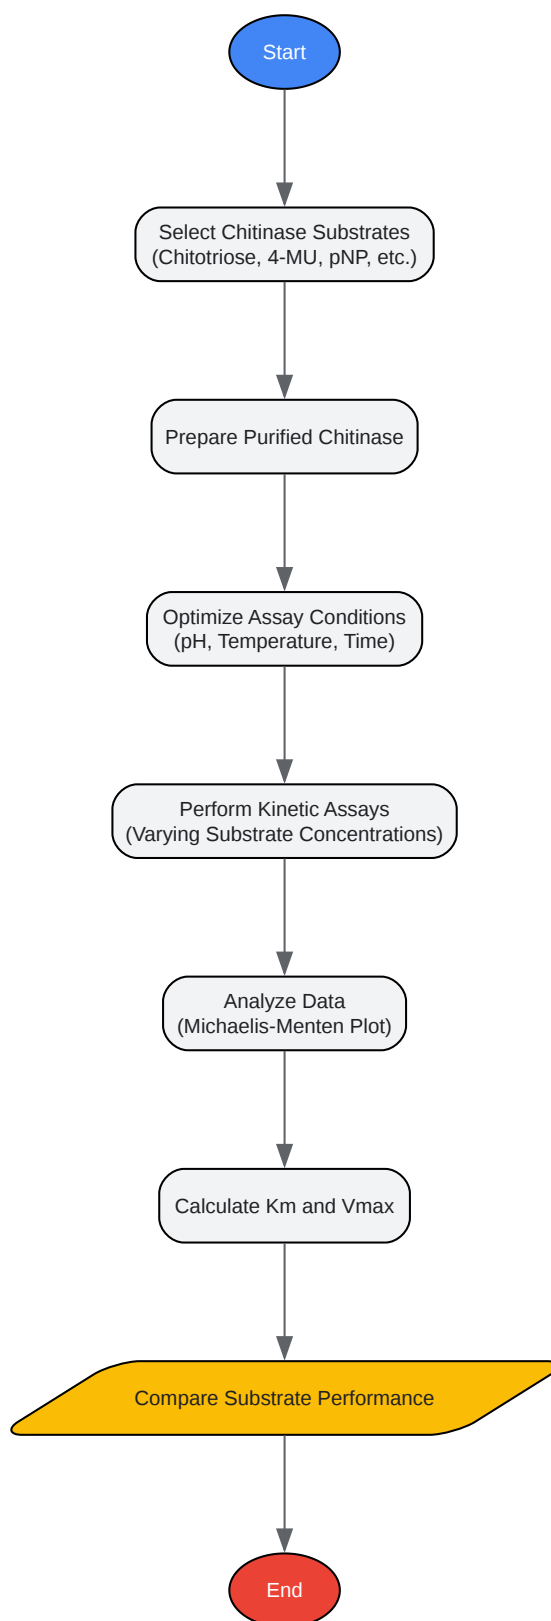 Start
Select Chitinase Substrates
(Chitotriose, 4-MU, pNP, etc.)
Prepare Purified Chitinase
Optimize Assay Conditions
(pH, Temperature, Time)
Perform Kinetic Assays
(Varying Substrate Concentrations)
Analyze Data
(Michaelis-Menten Plot)
Calculate Km and Vmax
Compare Substrate Performance
End